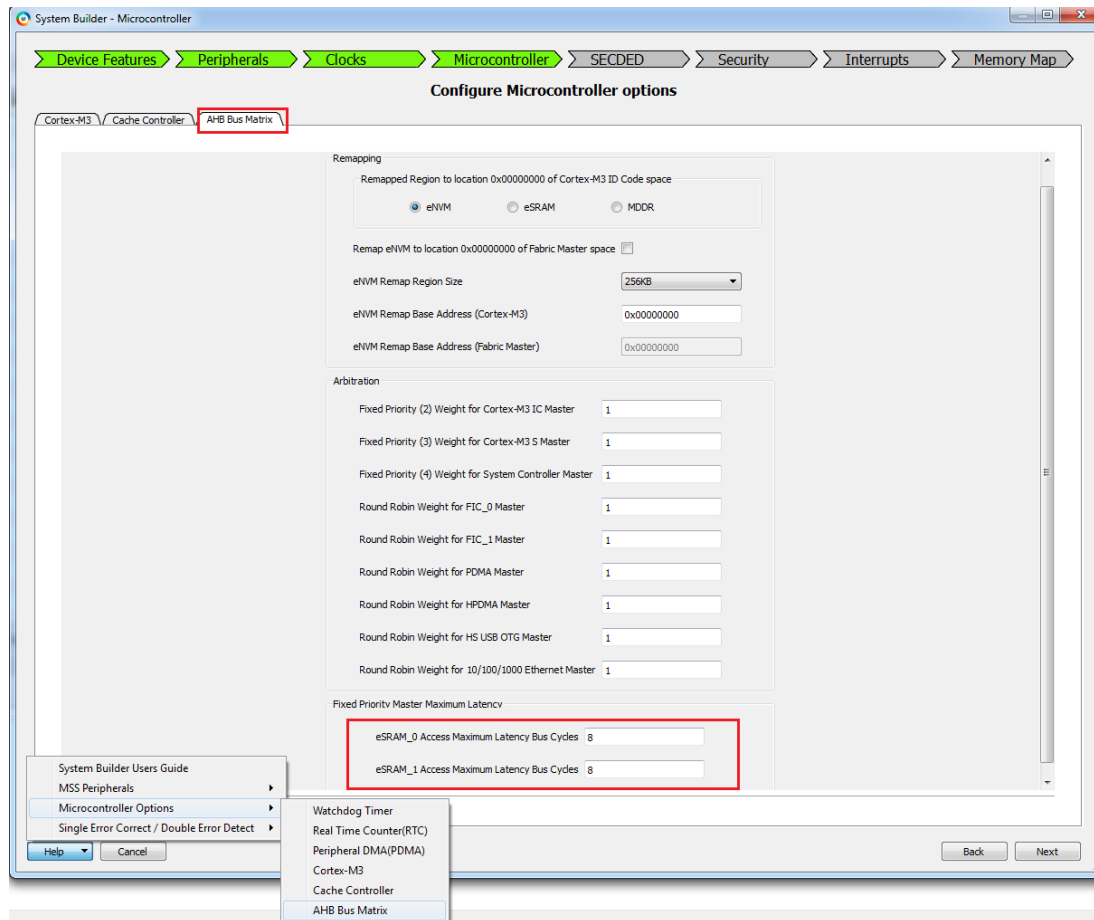 System Builder - Microcontroller
Device Features Peripherals Clocks Microcontroller SECDED Security Interrupts Memory Map
Configure Microcontroller options
Cortex-M3 Cache Controller AHB Bus Matrix
Remapping
Remapped Region to location 0x00000000 of Cortex-M3 ID Code space
eNVM eSRAM MDDR
Remap eNVM to location 0x00000000 of Fabric Master space
eNVM Remap Region Size 256KB
eNVM Remap Base Address (Cortex-M3) 0x00000000
eNVM Remap Base Address (Fabric Master) 0x00000000
Arbitration
Fixed Priority (2) Weight for Cortex-M3 IC Master 1
Fixed Priority (3) Weight for Cortex-M3 S Master 1
Fixed Priority (4) Weight for System Controller Master 1
Round Robin Weight for FIC_0 Master 1
Round Robin Weight for FIC_1 Master 1
Round Robin Weight for PDMA Master 1
Round Robin Weight for HPDMA Master 1
Round Robin Weight for HS USB OTG Master 1
Round Robin Weight for 10/100/1000 Ethernet Master 1
Fixed Priority Master Maximum Latency
eSRAM_0 Access Maximum Latency Bus Cycles 8
eSRAM_1 Access Maximum Latency Bus Cycles 8
System Builder Users Guide
MSS Peripherals
Microcontroller Options
Single Error Correct / Double Error Detect
Watchdog Timer
Real Time Counter(RTC)
Peripheral DMA(PDMA)
Cortex-M3
Cache Controller
AHB Bus Matrix
Help Cancel Back Next